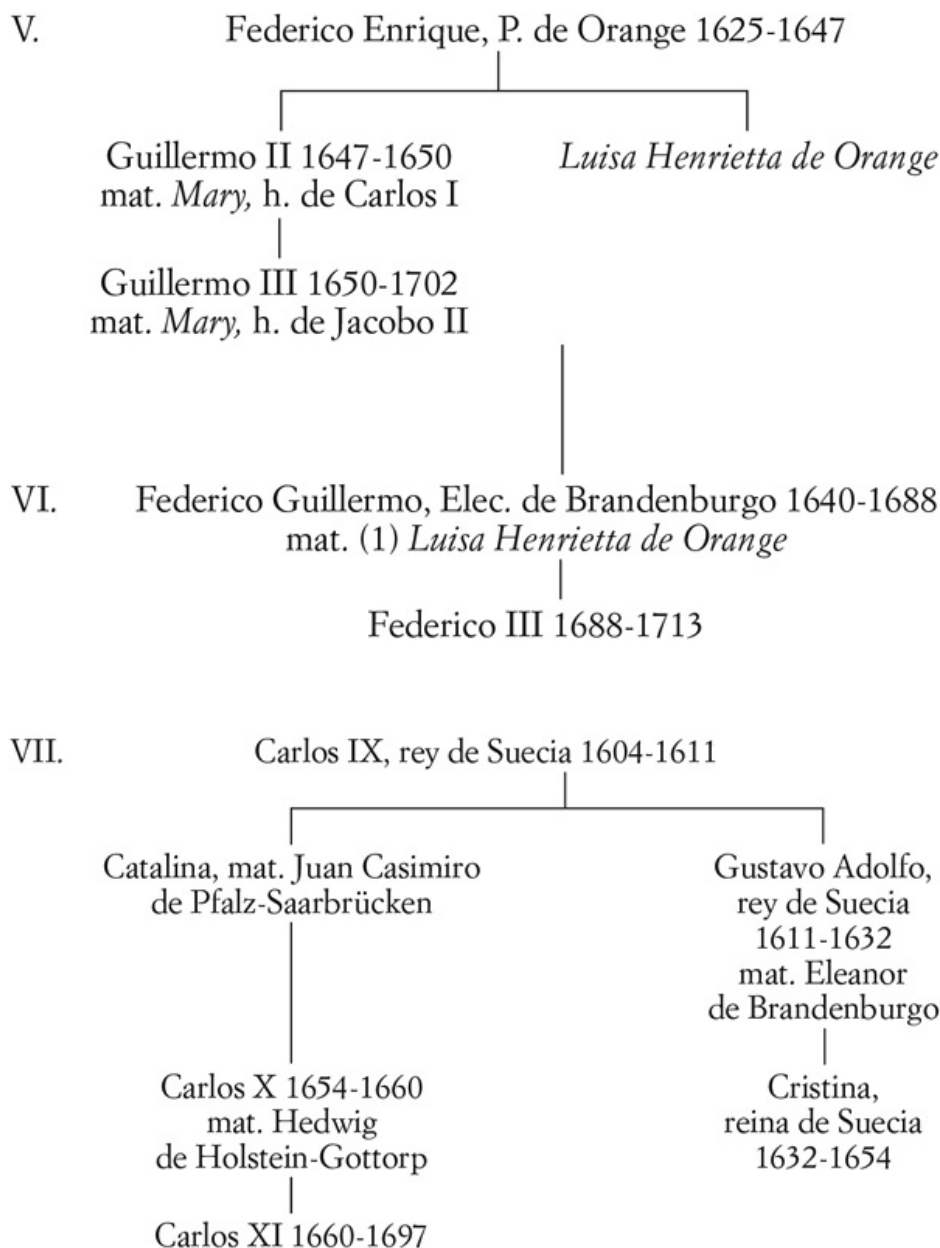 V. Federico Enrique, P. de Orange 1625-1647
Guillermo II 1647-1650
mat. Mary, h. de Carlos I
Luisa Henrietta de Orange
Guillermo III 1650-1702
mat. Mary, h. de Jacobo II
VI. Federico Guillermo, Elec. de Brandenburgo 1640-1688
mat. (1) Luisa Henrietta de Orange
Federico III 1688-1713
VII. Carlos IX, rey de Suecia 1604-1611
Catalina, mat. Juan Casimiro
de Pfalz-Saarbrücken
Gustavo Adolfo,
rey de Suecia
1611-1632
mat. Eleanor
de Brandenburgo
Carlos X 1654-1660
mat. Hedwig
de Holstein-Gottorp
Cristina,
reina de Suecia
1632-1654
Carlos XI 1660-1697